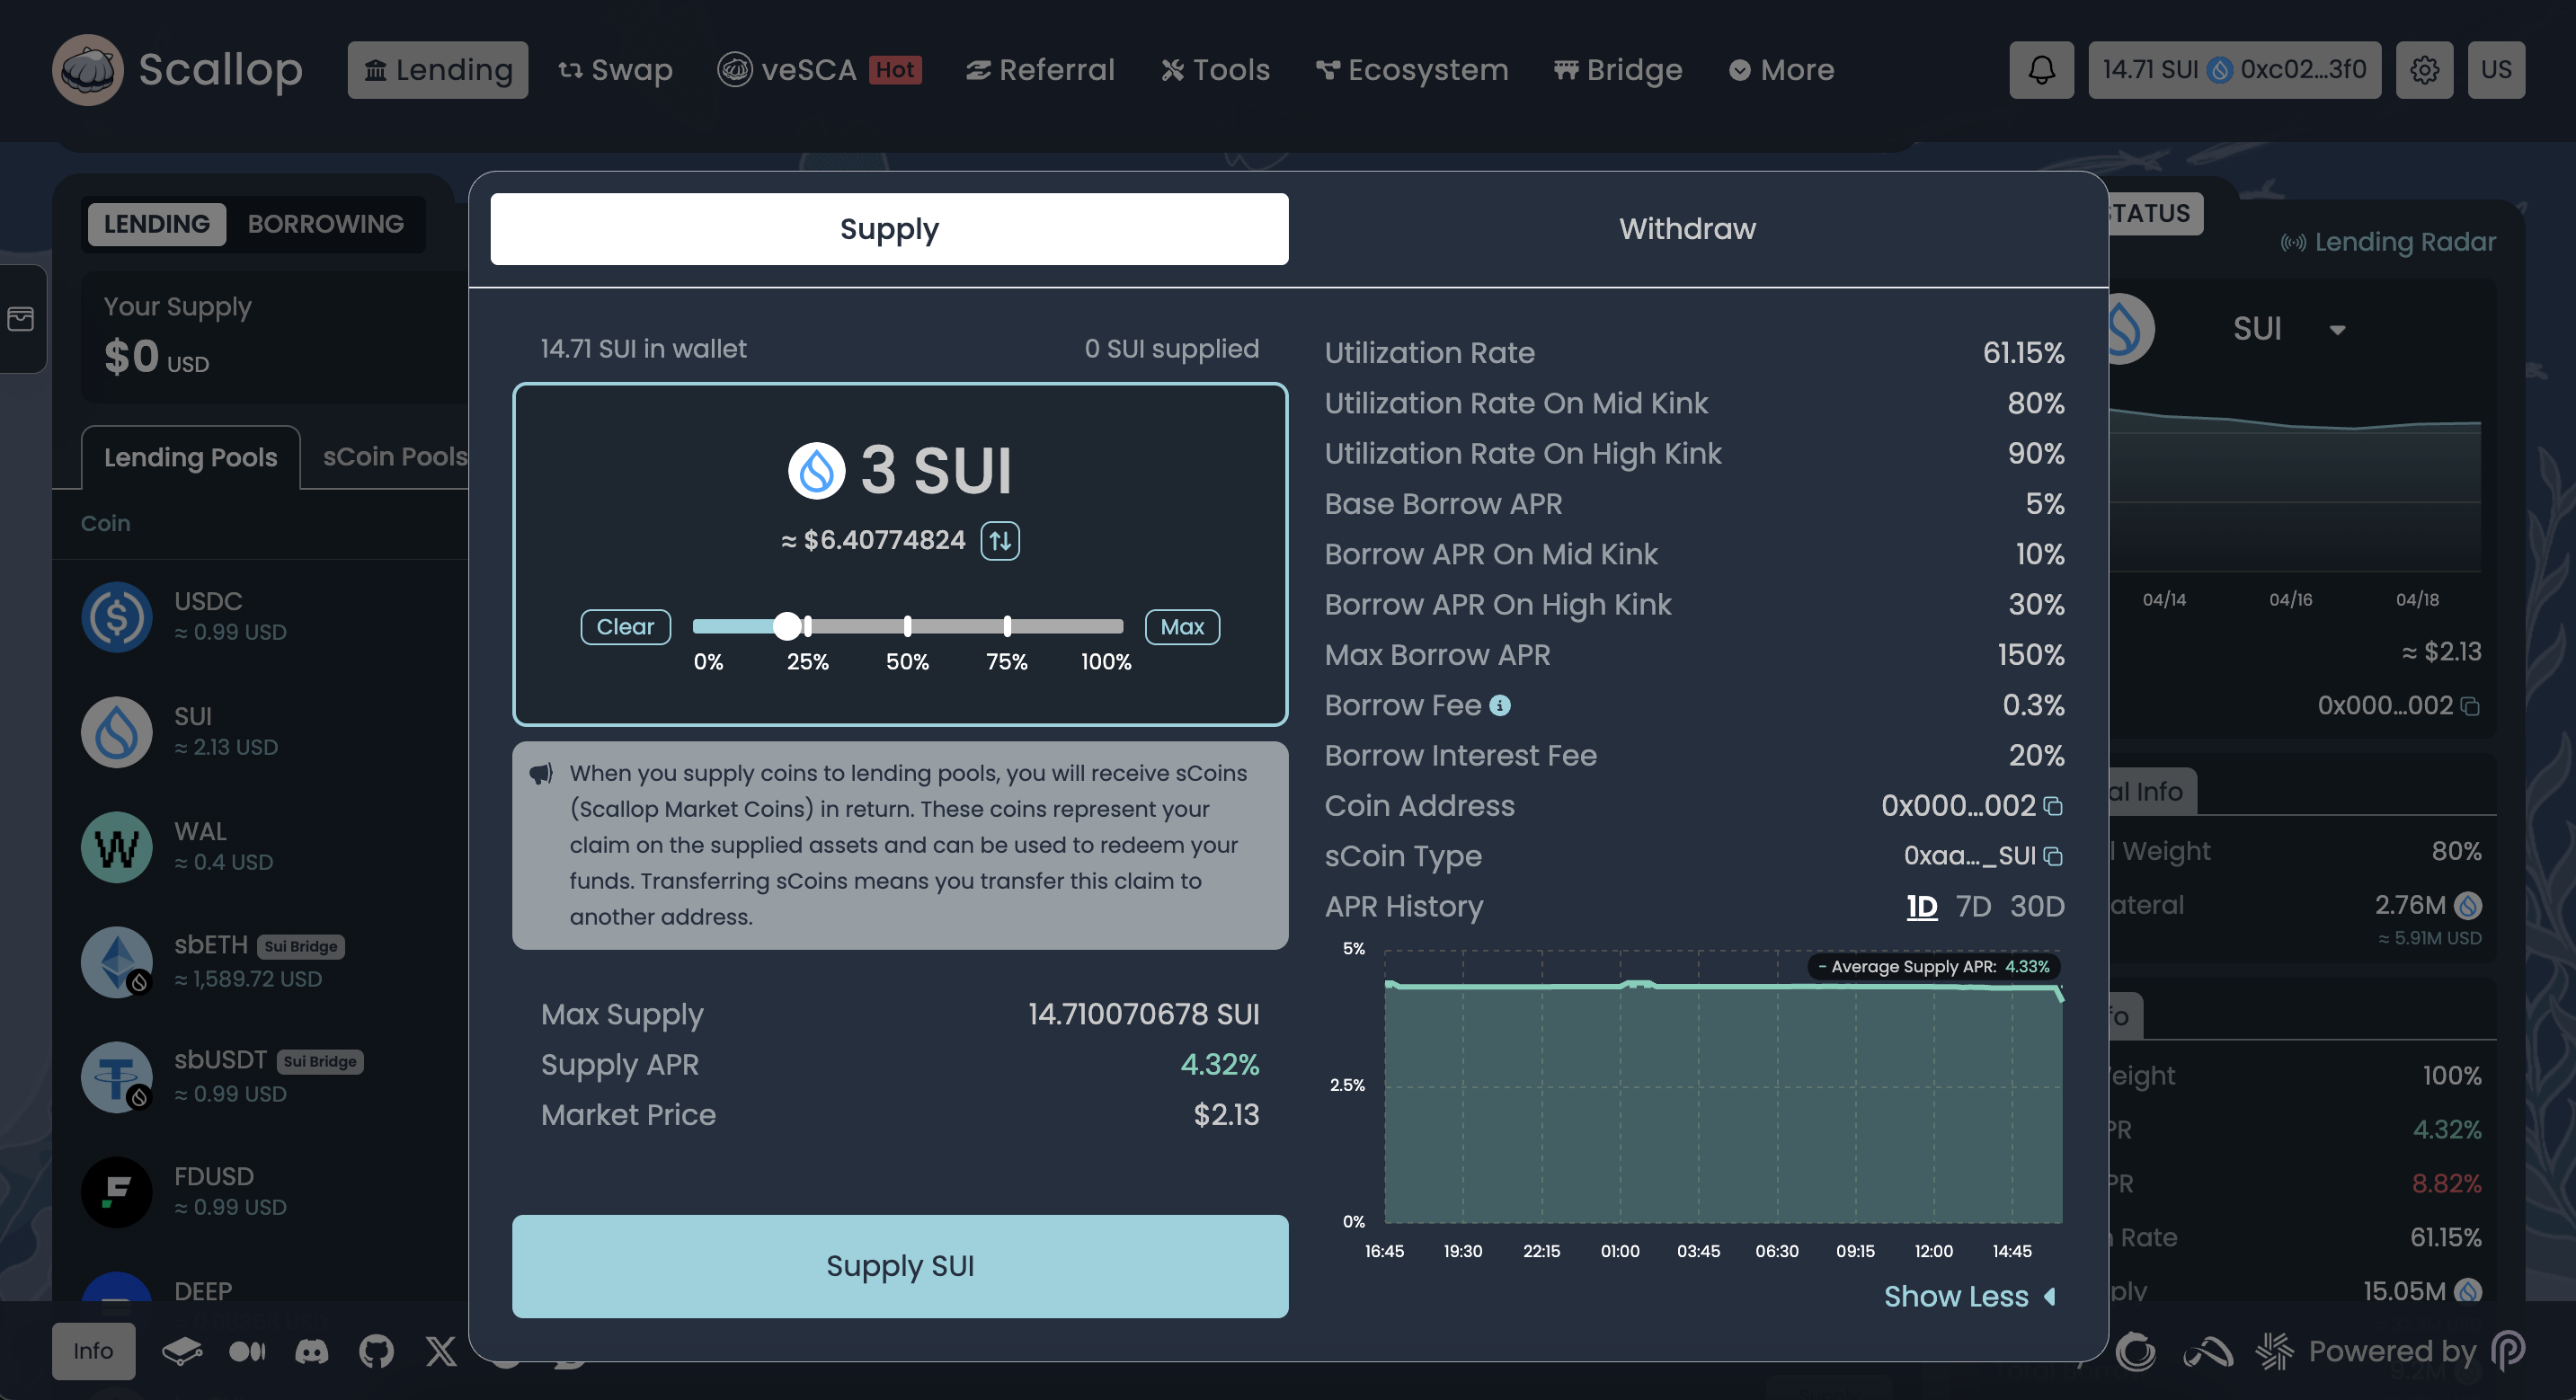 Scallop
Lending
Swap
veSCA Hot
Referral
Tools
Ecosystem
Bridge
More
14.71 SUI 0xc02...3f0
US
LENDING BORROWING
Your Supply
$0 USD
Lending Pools sCoin Pools
Coin
USDC
≈ 0.99 USD
SUI
≈ 2.13 USD
WAL
≈ 0.4 USD
sbETH Sui Bridge
≈ 1,589.72 USD
sbUSDT Sui Bridge
≈ 0.99 USD
FDUSD
≈ 0.99 USD
DEEP
Supply
Withdraw
14.71 SUI in wallet
0 SUI supplied
3 SUI
≈ $6.40774824
Clear
Max
0% 25% 50% 75% 100%
When you supply coins to lending pools, you will receive sCoins
(Scallop Market Coins) in return. These coins represent your
claim on the supplied assets and can be used to redeem your
funds. Transferring sCoins means you transfer this claim to
another address.
Max Supply 14.710070678 SUI
Supply APR 4.32%
Market Price $2.13
Supply SUI
Utilization Rate 61.15%
Utilization Rate On Mid Kink 80%
Utilization Rate On High Kink 90%
Base Borrow APR 5%
Borrow APR On Mid Kink 10%
Borrow APR On High Kink 30%
Max Borrow APR 150%
Borrow Fee 0.3%
Borrow Interest Fee 20%
Coin Address 0x000...002
sCoin Type 0xaa..._SUI
APR History 1D 7D 30D
5%
- Average Supply APR: 4.33%
2.5%
0%
16:45 19:30 22:15 01:00 03:45 06:30 09:15 12:00 14:45
Show Less
TATUS
Lending Radar
SUI
04/14 04/16 04/18
≈ $2.13
0x000...002
al Info
l Weight 80%
ateral 2.76M
≈ 5.91M USD
fo
eight 100%
PR 4.32%
PR 8.82%
Rate 61.15%
ply 15.05M
Info
Powered by